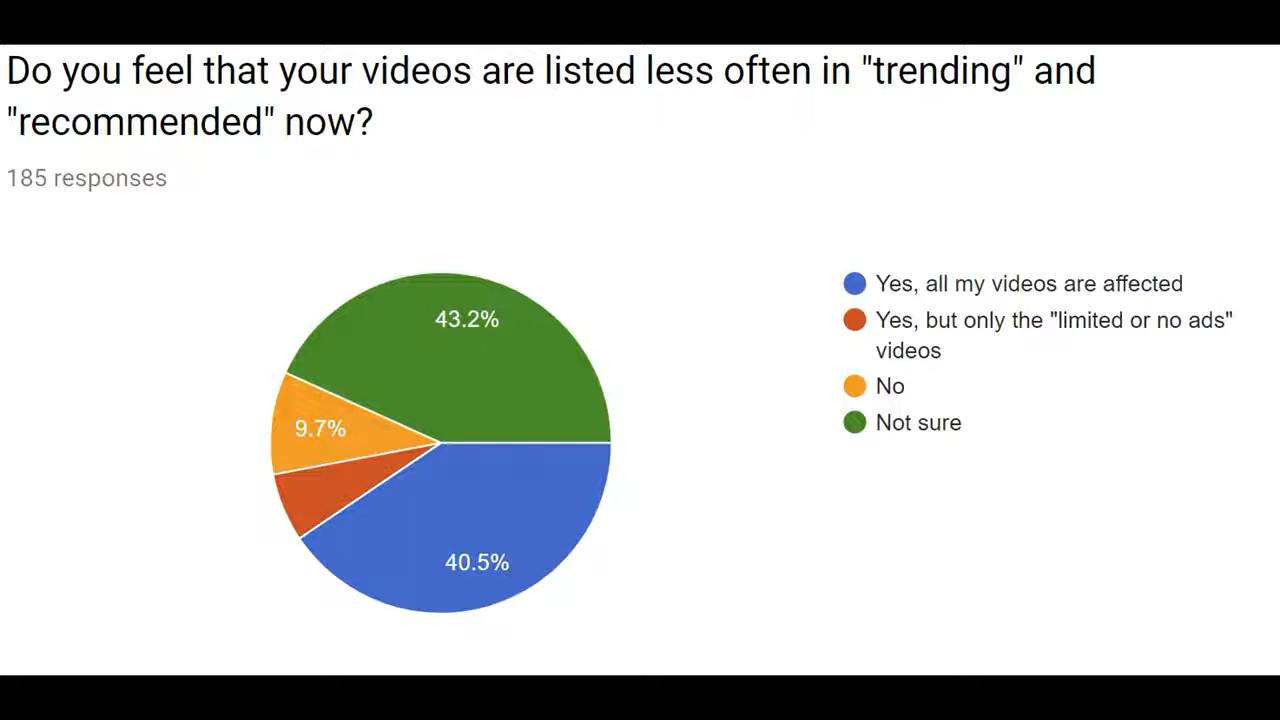 Do you feel that your videos are listed less often in "trending" and
"recommended" now?
185 responses
43.2%
9.7%
40.5%
Yes, all my videos are affected
Yes, but only the "limited or no ads"
videos
No
Not sure